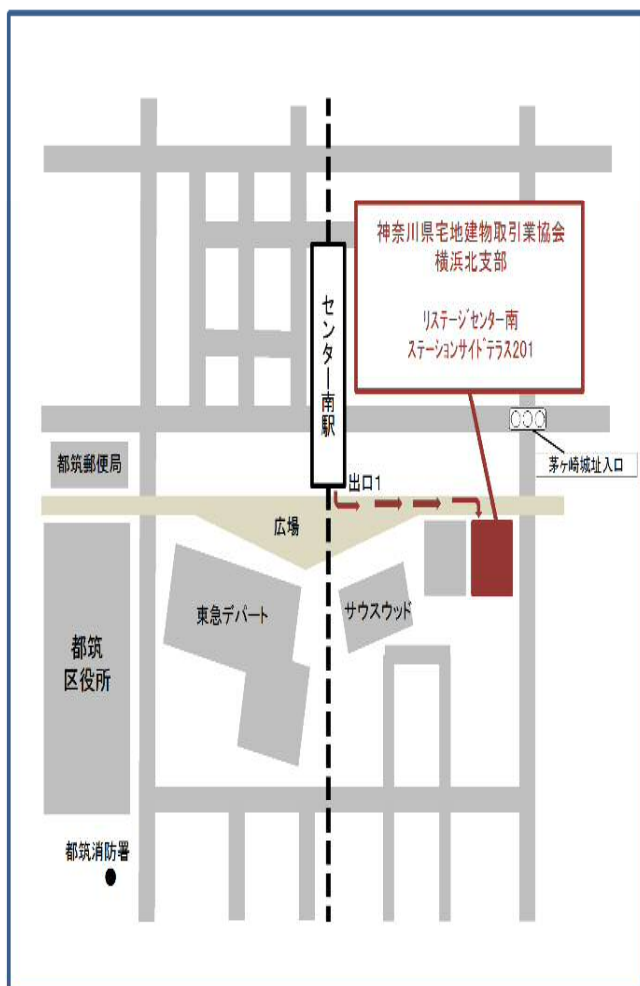 神奈川県宅地建物取引業協会
横浜北支部
リステージセンター南
ステーションサイドテラス201
センター南駅
茅ヶ崎城址入口
都筑郵便局
出口1
広場
東急デパート
サウスウッド
都筑
区役所
都筑消防署